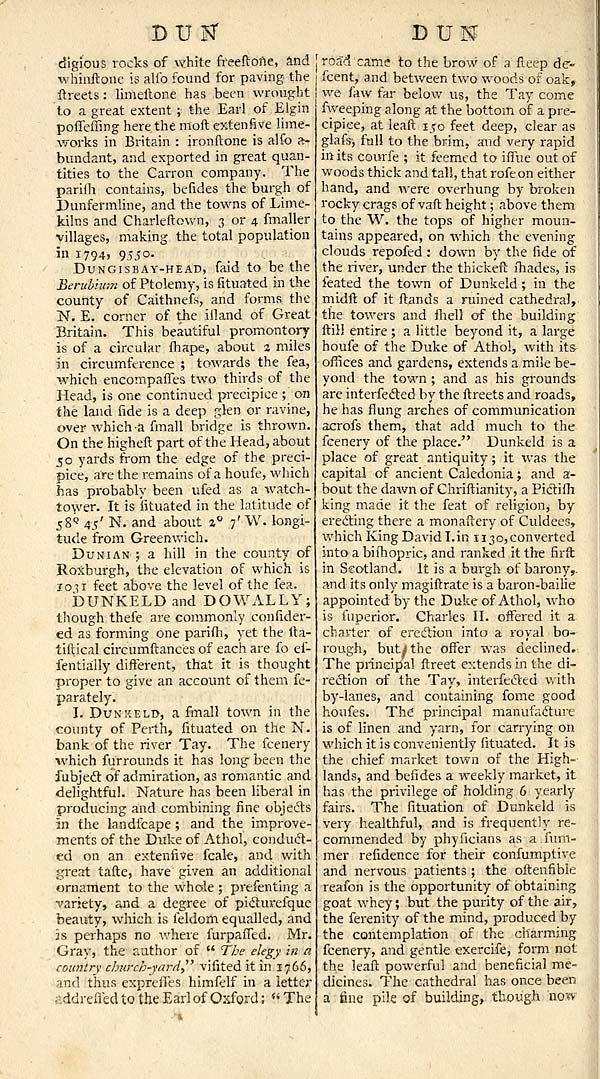 DUN
digious rocks of white freeſtone, and
whinſtone is alſo found for paving the
ſtreets: limeſtone has been wrought
to a great extent; the Earl of Elgin
poſſeſſing here the moſt extenſive lime-
works in Britain: ironſtone is alſo a-
bundant, and exported in great quan-
tities to the Carron company. The
pariſh contains, beſides the burgh of
Dunfermline, and the towns of Lime-
kilns and Charleſtown, 3 or 4 ſmaller
villages, making the total population
in 1794, 9550.
DUNGISBAY-HEAD, ſaid to be the
Berubium of Ptolemy, is ſituated in the
county of Caithneſs, and forms the
N. E. corner of the iſland of Great
Britain. This beautiful promontory
is of a circular ſhape, about 2 miles
in circumference; towards the ſea,
which encompaſſes two thirds of the
Head, is one continued precipice; on
the land ſide is a deep glen or ravine,
over which a ſmall bridge is thrown.
On the higheſt part of the Head, about
50 yards from the edge of the preci-
pice, are the remains of a houſe, which
has probably been uſed as a watch-
tower. It is ſituated in the latitude of
58° 45′ N. and about 2° 7′ W. longi-
tude from Greenwich.
DUNIAN; a hill in the county of
Roxburgh, the elevation of which is
1031 feet above the level of the ſea.
DUNKELD and DOWALLY;
though theſe are commonly conſider-
ed as forming one pariſh, yet the ſta-
tiſtical circumſtances of each are ſo eſ-
ſentially different, that it is thought
proper to give an account of them ſe-
parately.
I. DUNKELD, a ſmall town in the
county of Perth, ſituated on the N.
bank of the river Tay. The ſcenery
which ſurrounds it has long been the
ſubject of admiration, as romantic and
delightful. Nature has been liberal in
producing and combining fine objects
in the landſcape; and the improve-
ments of the Duke of Athol, conduct-
ed on an extenſive ſcale, and with
great taſte, have given an additional
ornament to the whole; preſenting a
variety, and a degree of pictureſque
beauty, which is ſeldom equalled, and
is perhaps no where ſurpaſſed. Mr.
Gray, the author of “ The elegy in a
country church-yard,” viſited it in 1766,
and thus expreſſes himſelf in a letter
addreſſed to the Earl of Oxford: “ The
DUN
road came to the brow of a ſteep de-
ſcent, and between two woods of oak,
we ſaw far below us, the Tay come
ſweeping along at the bottom of a pre-
cipice, at leaſt 150 feet deep, clear as
glaſs, full to the brim, and very rapid
in its courſe; it ſeemed to iſſue out of
woods thick and tall, that roſe on either
hand, and were overhung by broken
rocky crags of vaſt height; above them
to the W. the tops of higher moun-
tains appeared, on which the evening
clouds repoſed: down by the ſide of
the river, under the thickeſt ſhades, is
ſeated the town of Dunkeld; in the
midſt of it ſtands a ruined cathedral,
the towers and ſhell of the building
ſtill entire; a little beyond it, a large
houſe of the Duke of Athol, with its
offices and gardens, extends a mile be-
yond the town; and as his grounds
are interſected by the ſtreets and roads,
he has flung arches of communication
acroſs them, that add much to the
ſcenery of the place.” Dunkeld is a
place of great antiquity; it was the
capital of ancient Caledonia; and a-
bout the dawn of Chriſtianity, a Pictiſh
king made it the ſeat of religion, by
erecting there a monaſtery of Culdees,
which King David I. in 1130, converted
into a biſhopric, and ranked it the firſt
in Scotland. It is a burgh of barony,
and its only magiſtrate is a baron-bailie
appointed by the Duke of Athol, who
is ſuperior. Charles II. offered it a
charter of erection into a royal bo-
rough, but the offer was declined.
The principal ſtreet extends in the di-
rection of the Tay, interſected with
by-lanes, and containing ſome good
houſes. The principal manufacture
is of linen and yarn, for carrying on
which it is conveniently ſituated. It is
the chief market town of the High-
lands, and beſides a weekly market, it
has the privilege of holding 6 yearly
fairs. The ſituation of Dunkeld is
very healthful, and is frequently re-
commended by phyſicians as a ſum-
mer reſidence for their conſumptive
and nervous patients; the oſtenſible
reaſon is the opportunity of obtaining
goat whey; but the purity of the air,
the ſerenity of the mind, produced by
the contemplation of the charming
ſcenery, and gentle exerciſe, form not
the leaſt powerful and beneficial me-
dicines. The cathedral has once been
a fine pile of building, though now